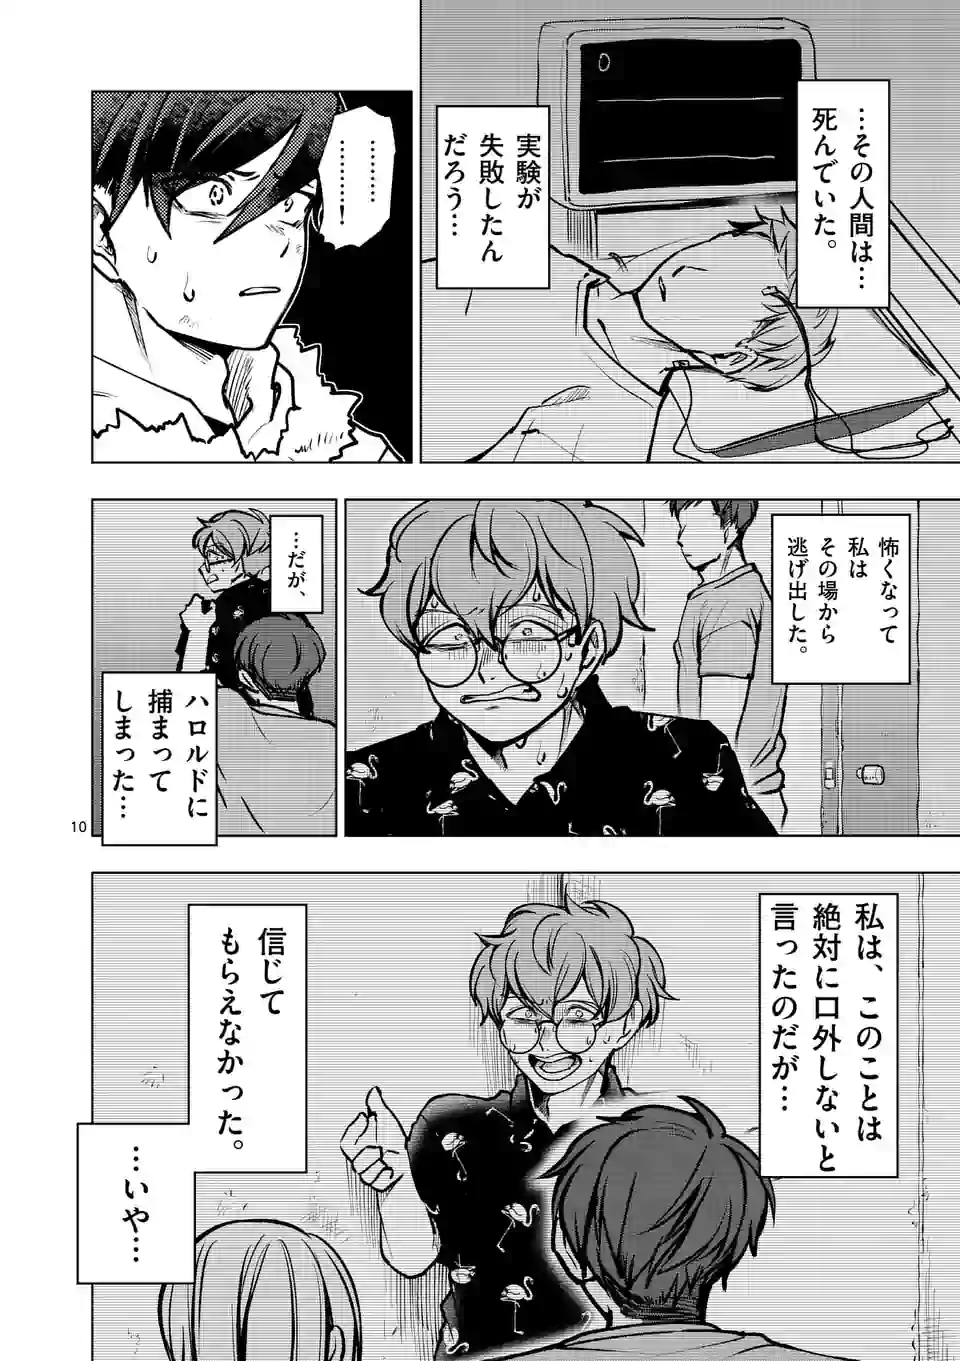 …その人間は…
死んでいた。
0
実験が
失敗したん
だろう…
………
………！
怖くなって
私は
その場から
逃げ出した。
…だが、
ハロルドに
捕まって
しまった…
10
私は、このことは
絶対に口外しないと
言ったのだが…
信じて
もらえなかった。
…いや…